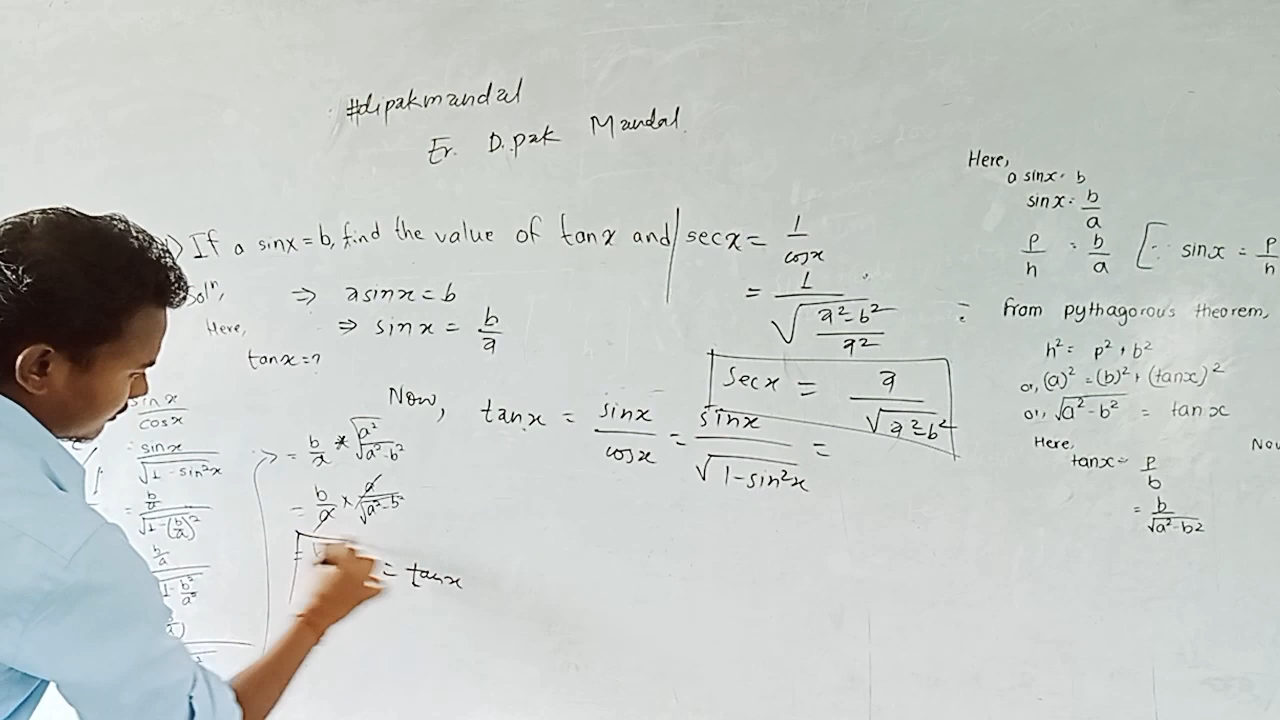 #dipakmandal
Er. Dipak Mandal.
) If a sinx = b, find the value of tanx and
Solⁿ, ⇒ asinx = b
Here, ⇒ sinx = b/a
tanx = ?
sinx/cosx
= sinx/√(1-sin²x)
= (b/a)/√(1-(b/a)²)
b/a
1-b²/a²
= b/a * √a²/√(a²-b²)
= b/a × a/√(a²-b²)
= tanx
Now, tanx = sinx/cosx = sinx/√(1-sin²x) =
secx = 1/cosx
= 1/√((a²-b²)/a²)
secx = a/√(a²-b²)
Here,
a sinx = b
sinx = b/a
p/h = b/a [∵ sinx = p/h
from pythagorous theorem,
h² = p² + b²
or, (a)² = (b)² + (tanx)²
or, √(a²-b²) = tanx
Here,
tanx = p/b
= b/√(a²-b²)